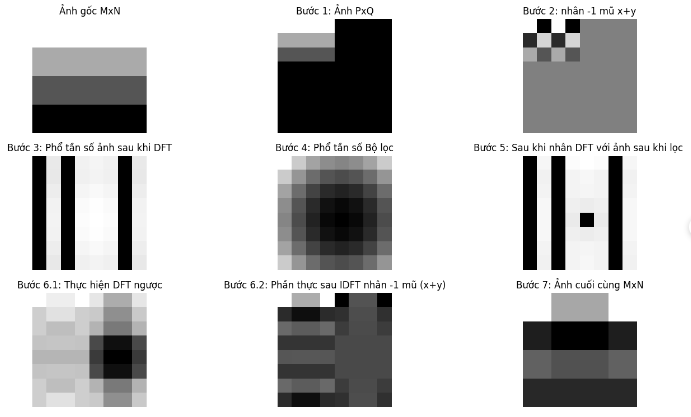 Ảnh gốc MxN
Bước 1: Ảnh PxQ
Bước 2: nhân -1 mũ x+y
Bước 3: Phổ tần số ảnh sau khi DFT
Bước 4: Phổ tần số Bộ lọc
Bước 5: Sau khi nhân DFT với ảnh sau khi lọc
Bước 6.1: Thực hiện DFT ngược
Bước 6.2: Phần thực sau IDFT nhân -1 mũ (x+y)
Bước 7: Ảnh cuối cùng MxN